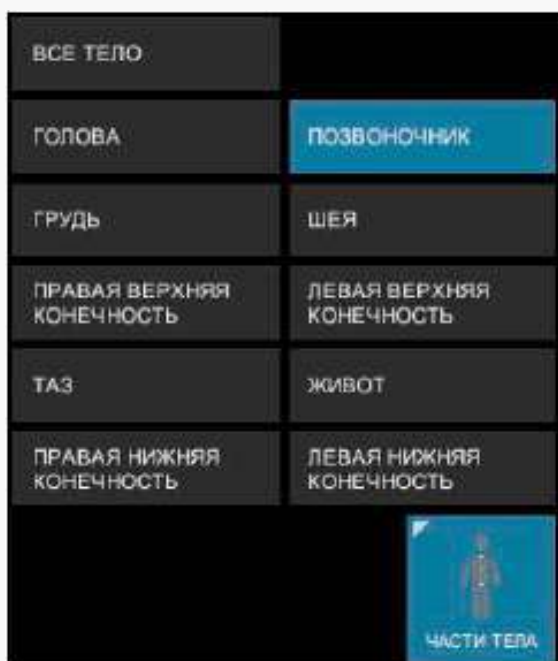 ВСЕ ТЕЛО
ГОЛОВА
ПОЗВОНОЧНИК
ГРУДЬ
ШЕЯ
ПРАВАЯ ВЕРХНЯЯ
КОНЕЧНОСТЬ
ЛЕВАЯ ВЕРХНЯЯ
КОНЕЧНОСТЬ
ТАЗ
ЖИВОТ
ПРАВАЯ НИЖНЯЯ
КОНЕЧНОСТЬ
ЛЕВАЯ НИЖНЯЯ
КОНЕЧНОСТЬ
ЧАСТИ ТЕЛА